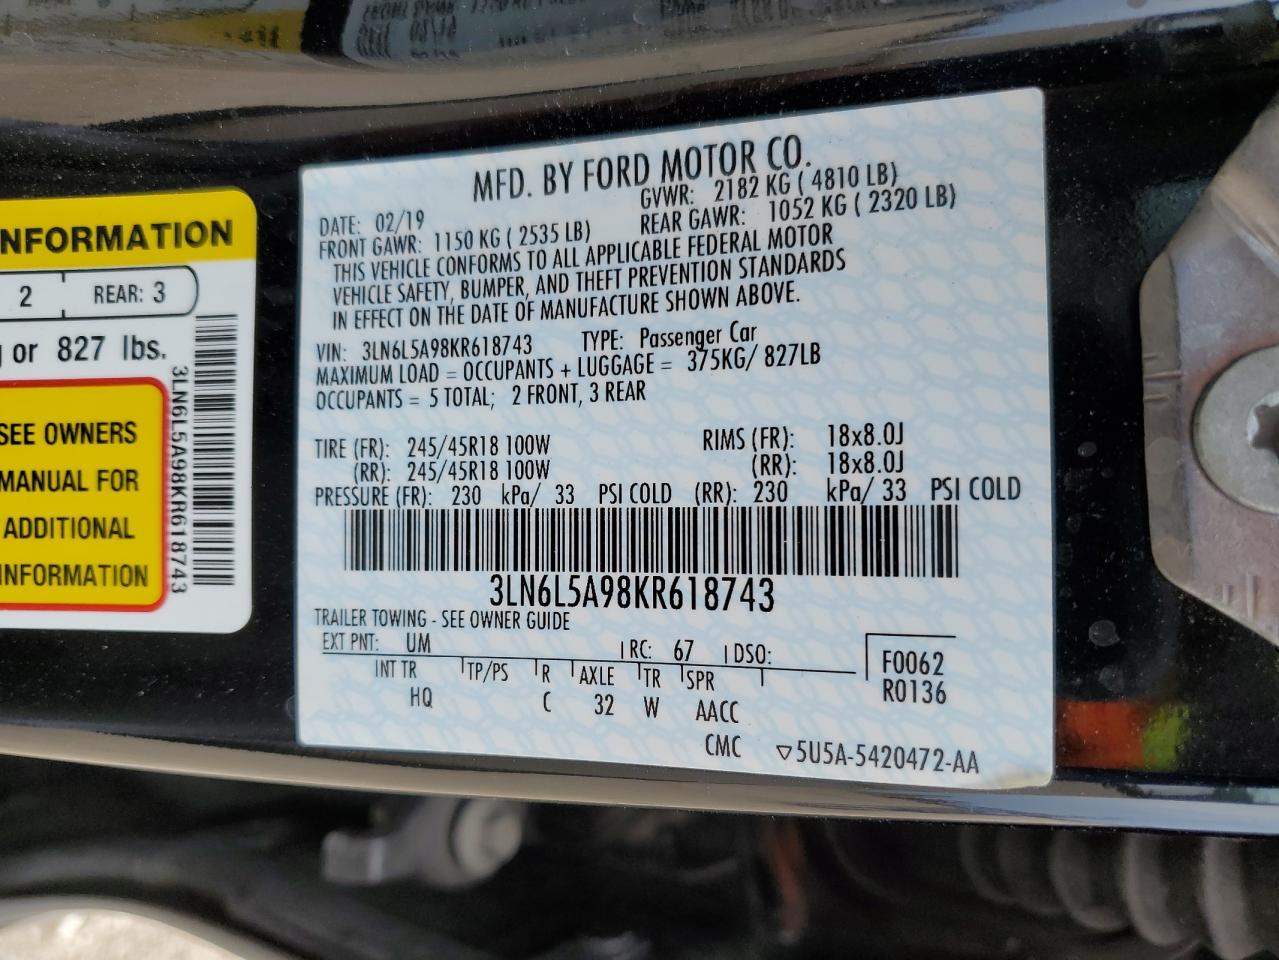 MFD. BY FORD MOTOR CO.
DATE: 02/19 GVWR: 2182 KG ( 4810 LB)
FRONT GAWR: 1150 KG ( 2535 LB) REAR GAWR: 1052 KG ( 2320 LB)
THIS VEHICLE CONFORMS TO ALL APPLICABLE FEDERAL MOTOR
VEHICLE SAFETY, BUMPER, AND THEFT PREVENTION STANDARDS
IN EFFECT ON THE DATE OF MANUFACTURE SHOWN ABOVE.
VIN: 3LN6L5A98KR618743 TYPE: Passenger Car
MAXIMUM LOAD = OCCUPANTS + LUGGAGE = 375KG/ 827LB
OCCUPANTS = 5 TOTAL; 2 FRONT, 3 REAR
TIRE (FR): 245/45R18 100W RIMS (FR): 18x8.0J
(RR): 245/45R18 100W (RR): 18x8.0J
PRESSURE (FR): 230 kPa/ 33 PSI COLD (RR): 230 kPa/ 33 PSI COLD
3LN6L5A98KR618743
TRAILER TOWING - SEE OWNER GUIDE
EXT PNT: UM RC: 67 DSO: F0062
INT TR TP/PS R AXLE TR SPR R0136
HQ C 32 W AACC
CMC ▽5U5A-5420472-AA
NFORMATION
2 REAR: 3
or 827 lbs.
SEE OWNERS
MANUAL FOR
ADDITIONAL
INFORMATION
3LN6L5A98KR618743